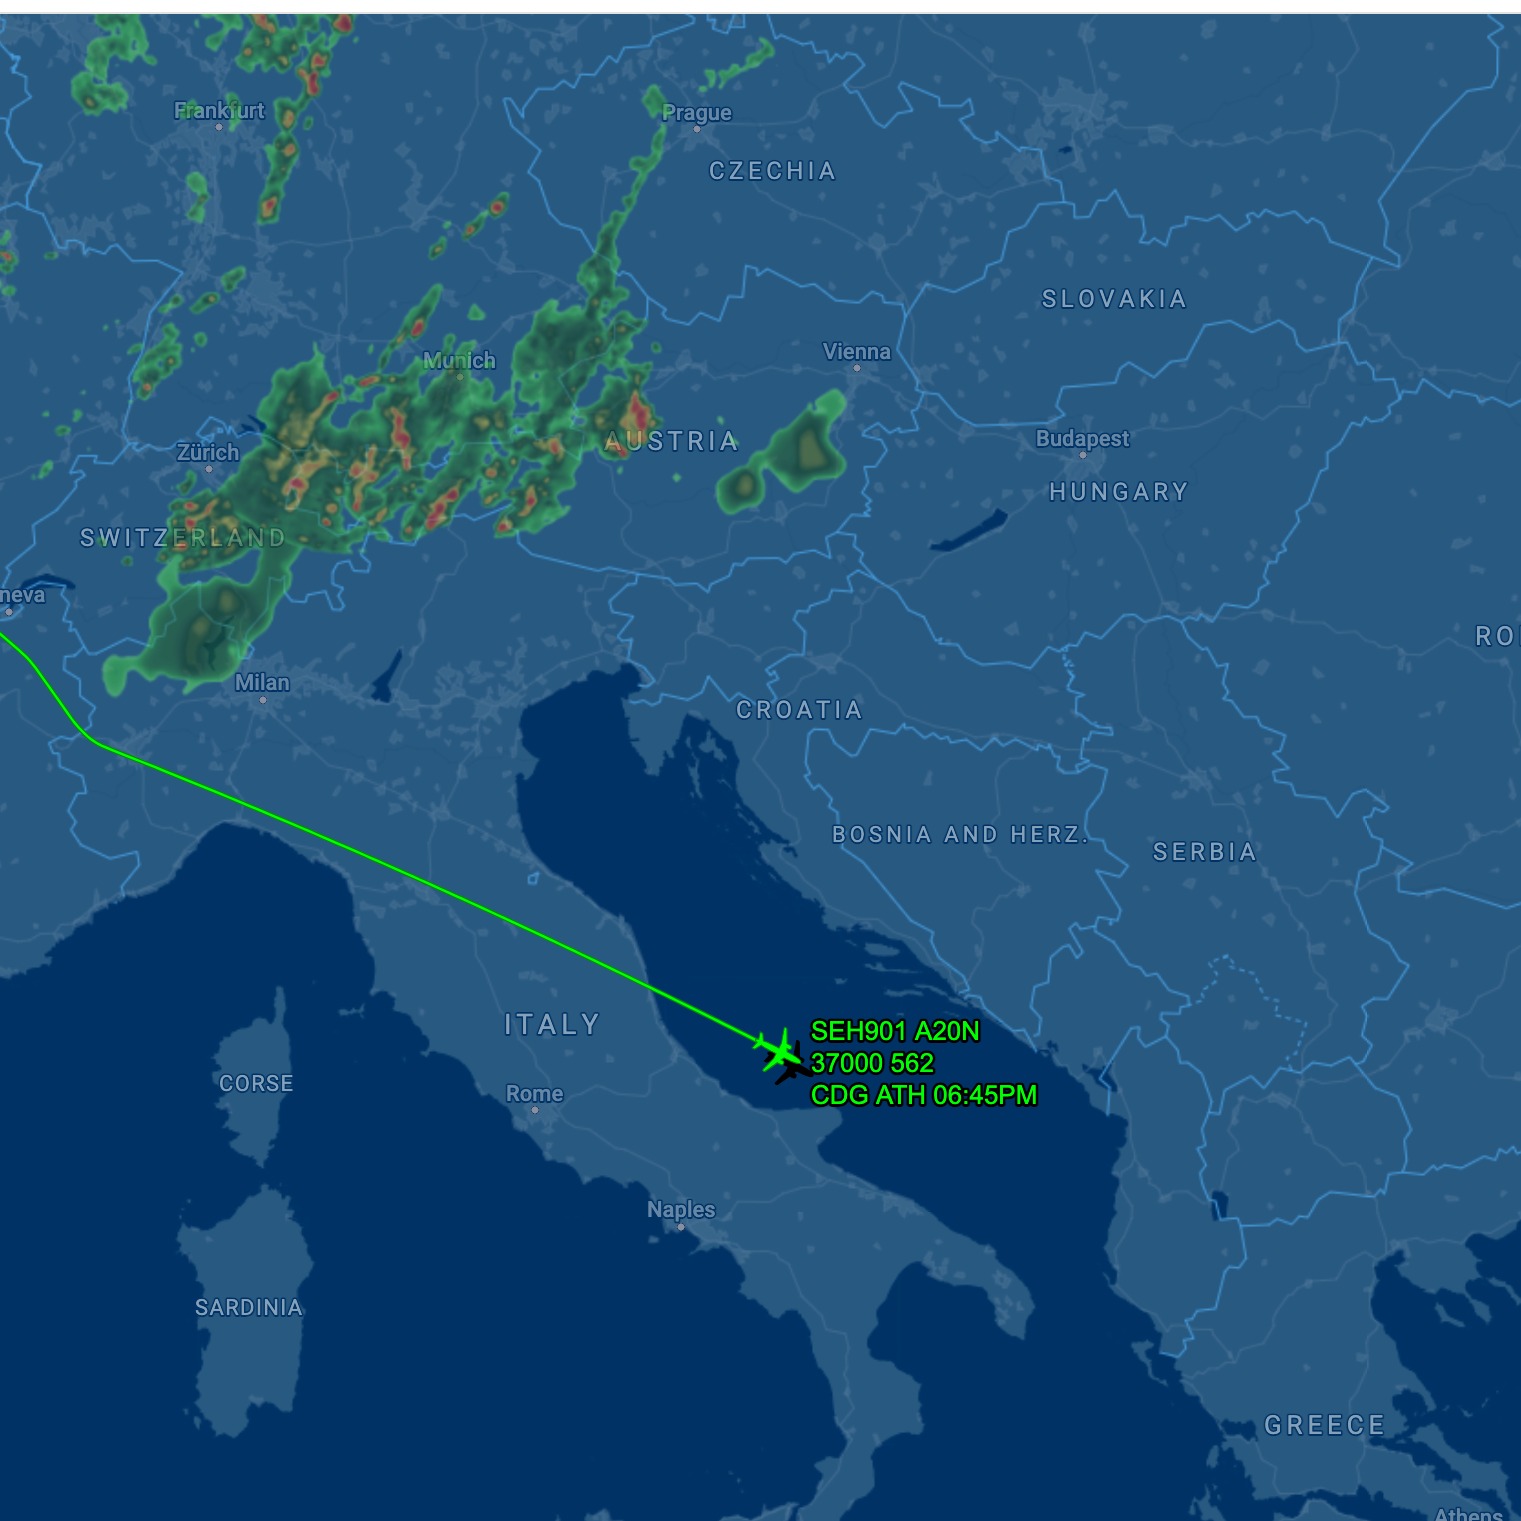 Frankfurt
Prague
CZECHIA
SLOVAKIA
Munich
Vienna
Zürich
AUSTRIA
Budapest
HUNGARY
SWITZERLAND
neva
RO
Milan
CROATIA
BOSNIA AND HERZ.
SERBIA
ITALY
SEH901 A20N
37000 562
CDG ATH 06:45PM
CORSE
Rome
Naples
SARDINIA
GREECE
Athens